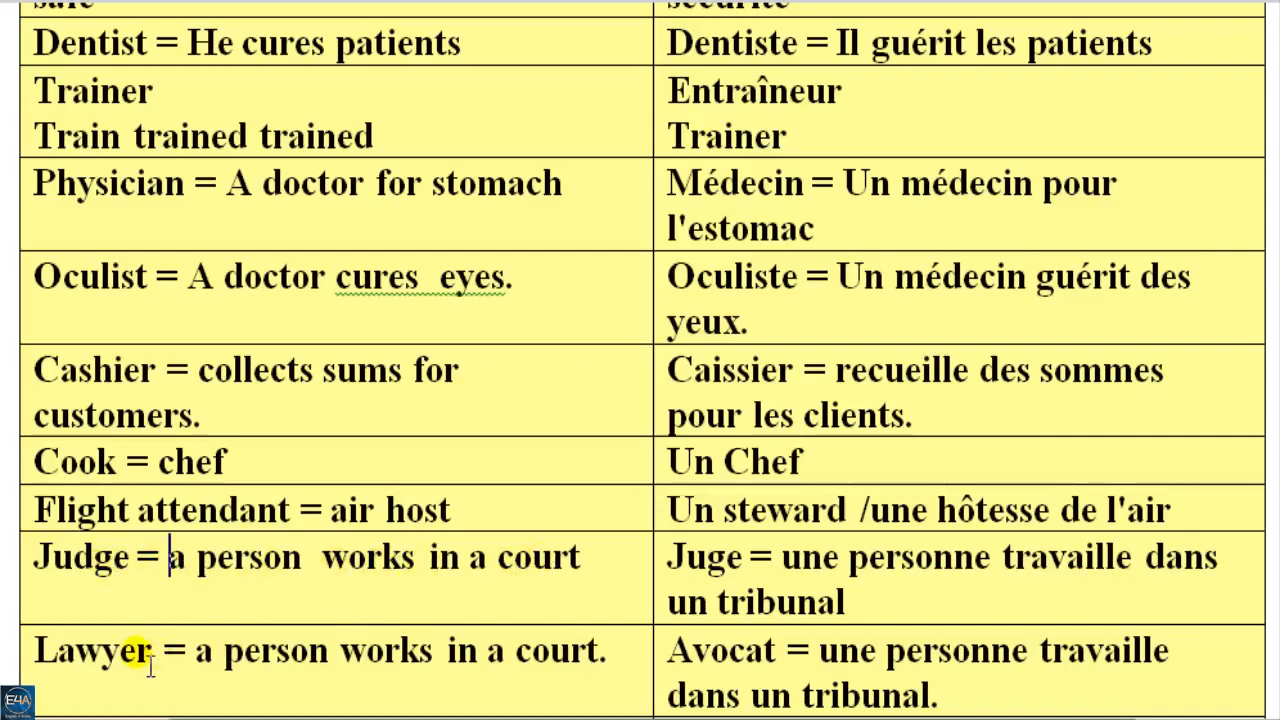 safe
sécurité
Dentist = He cures patients
Dentiste = Il guérit les patients
Trainer
Train trained trained
Entraîneur
Trainer
Physician = A doctor for stomach
Médecin = Un médecin pour
l'estomac
Oculist = A doctor cures  eyes.
Oculiste = Un médecin guérit des
yeux.
Cashier = collects sums for
customers.
Caissier = recueille des sommes
pour les clients.
Cook = chef
Un Chef
Flight attendant = air host
Un steward /une hôtesse de l'air
Judge = a person  works in a court
Juge = une personne travaille dans
un tribunal
Lawyer = a person works in a court.
Avocat = une personne travaille
dans un tribunal.
E4A